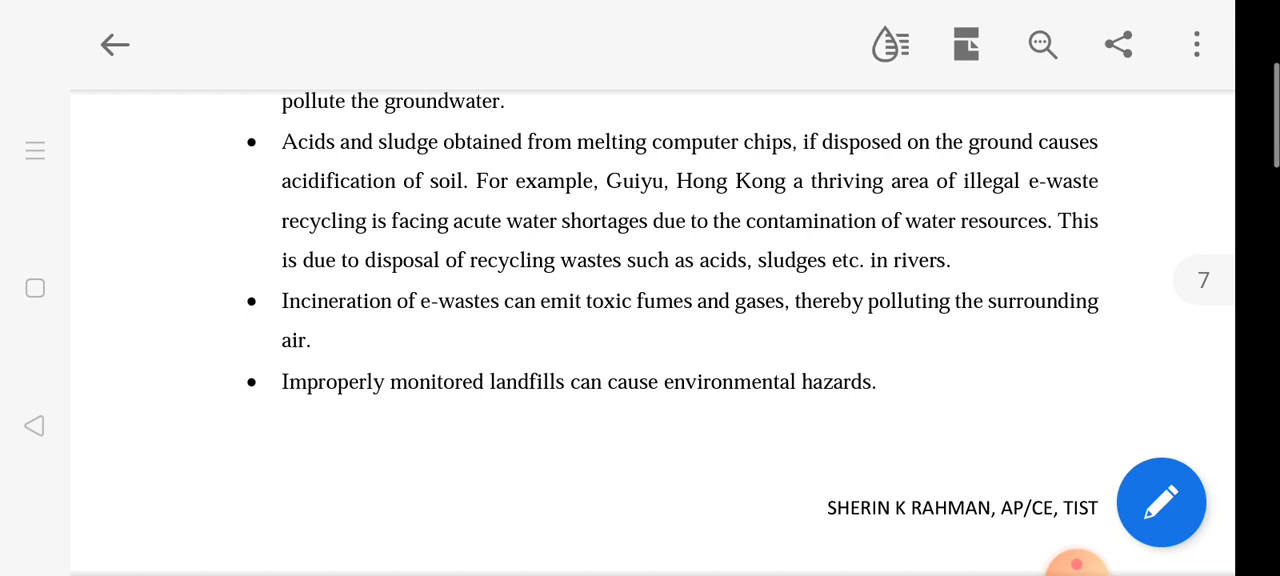 pollute the groundwater.
• Acids and sludge obtained from melting computer chips, if disposed on the ground causes
acidification of soil. For example, Guiyu, Hong Kong a thriving area of illegal e-waste
recycling is facing acute water shortages due to the contamination of water resources. This
is due to disposal of recycling wastes such as acids, sludges etc. in rivers.
7
• Incineration of e-wastes can emit toxic fumes and gases, thereby polluting the surrounding
air.
• Improperly monitored landfills can cause environmental hazards.
SHERIN K RAHMAN, AP/CE, TIST